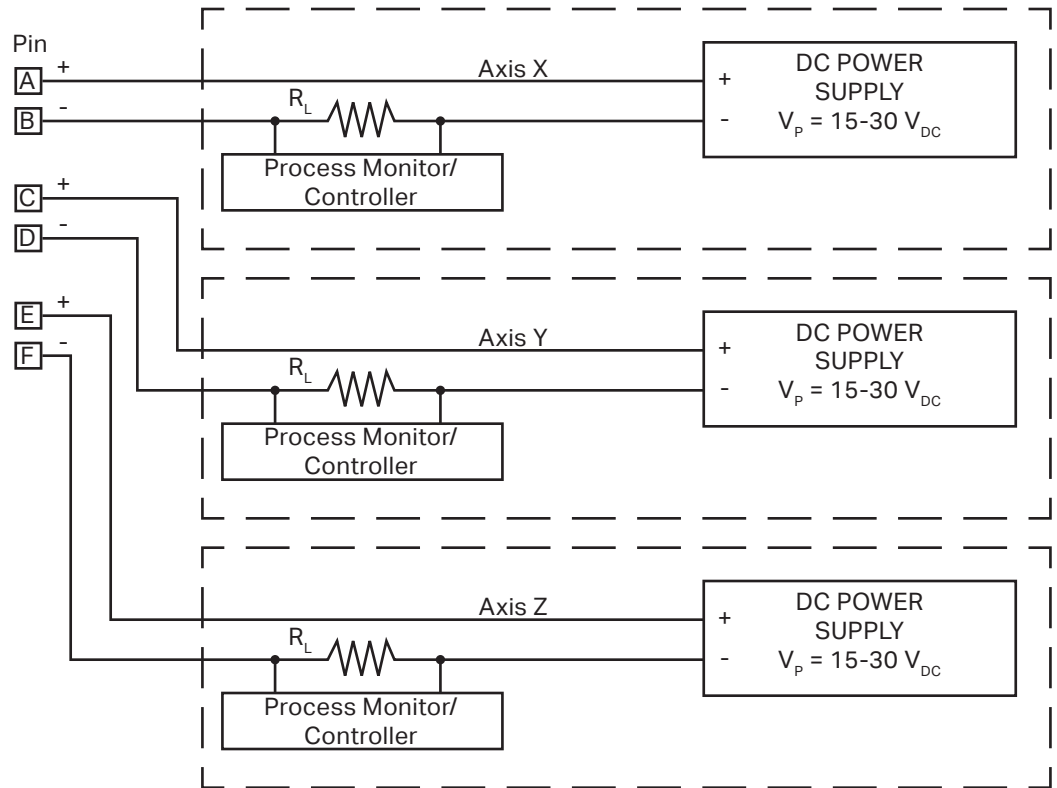 Pin
A +
B -
Axis X
R_L
Process Monitor/
Controller
+
-
DC POWER
SUPPLY
V_P = 15-30 V_DC
C +
D -
Axis Y
R_L
Process Monitor/
Controller
+
-
DC POWER
SUPPLY
V_P = 15-30 V_DC
E +
F -
Axis Z
R_L
Process Monitor/
Controller
+
-
DC POWER
SUPPLY
V_P = 15-30 V_DC